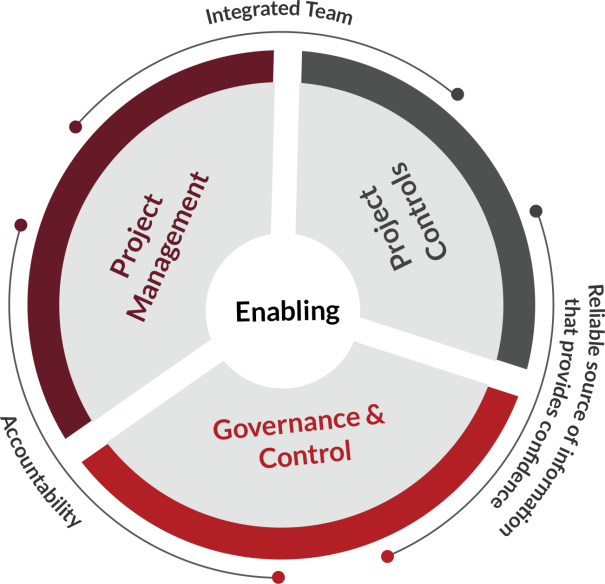 Integrated Team
Project
Management
Project
Controls
Enabling
Governance &
Control
Reliable source of information
that provides confidence
Accountability